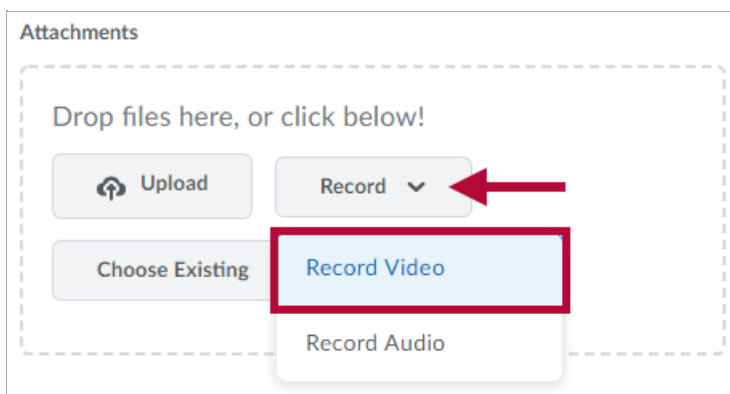 Attachments
Drop files here, or click below!
Upload
Record
Choose Existing
Record Video
Record Audio